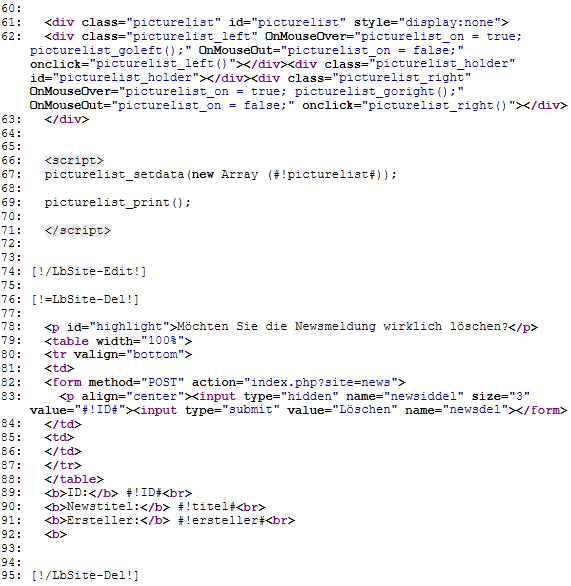 60:
61:   <div class="picturelist" id="picturelist" style="display:none">
62:   <div class="picturelist_left" OnMouseOver="picturelist_on = true;
picturelist_goleft();" OnMouseOut="picturelist_on = false;"
onclick="picturelist_left()"></div><div class="picturelist_holder"
id="picturelist_holder"></div><div class="picturelist_right"
OnMouseOver="picturelist_on = true; picturelist_goright();"
OnMouseOut="picturelist_on = false;" onclick="picturelist_right()"></div>
63:   </div>
64:
65:
66:   <script>
67:   picturelist_setdata(new Array (#!picturelist#));
68:
69:   picturelist_print();
70:
71:   </script>
72:
73:
74: [!/LbSite-Edit!]
75:
76: [!=LbSite-Del!]
77:
78:   <p id="highlight">Möchten Sie die Newsmeldung wirklich löschen?</p>
79:   <table width="100%">
80:   <tr valign="bottom">
81:   <td>
82:   <form method="POST" action="index.php?site=news">
83:     <p align="center"><input type="hidden" name="newsiddel" size="3"
value="#!ID#"><input type="submit" value="Löschen" name="newsdel"></form>
84:   </td>
85:   <td>
86:   </td>
87:   </tr>
88:   </table>
89:   <b>ID:</b> #!ID#<br>
90:   <b>Newstitel:</b> #!titel#<br>
91:   <b>Ersteller:</b> #!ersteller#<br>
92:   <b>
93:
94:
95: [!/LbSite-Del!]